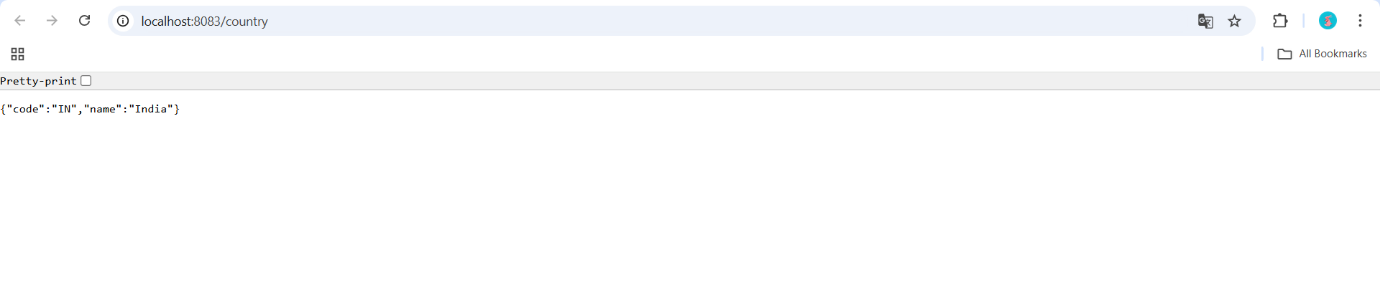 localhost:8083/country
All Bookmarks
Pretty-print
{"code":"IN","name":"India"}